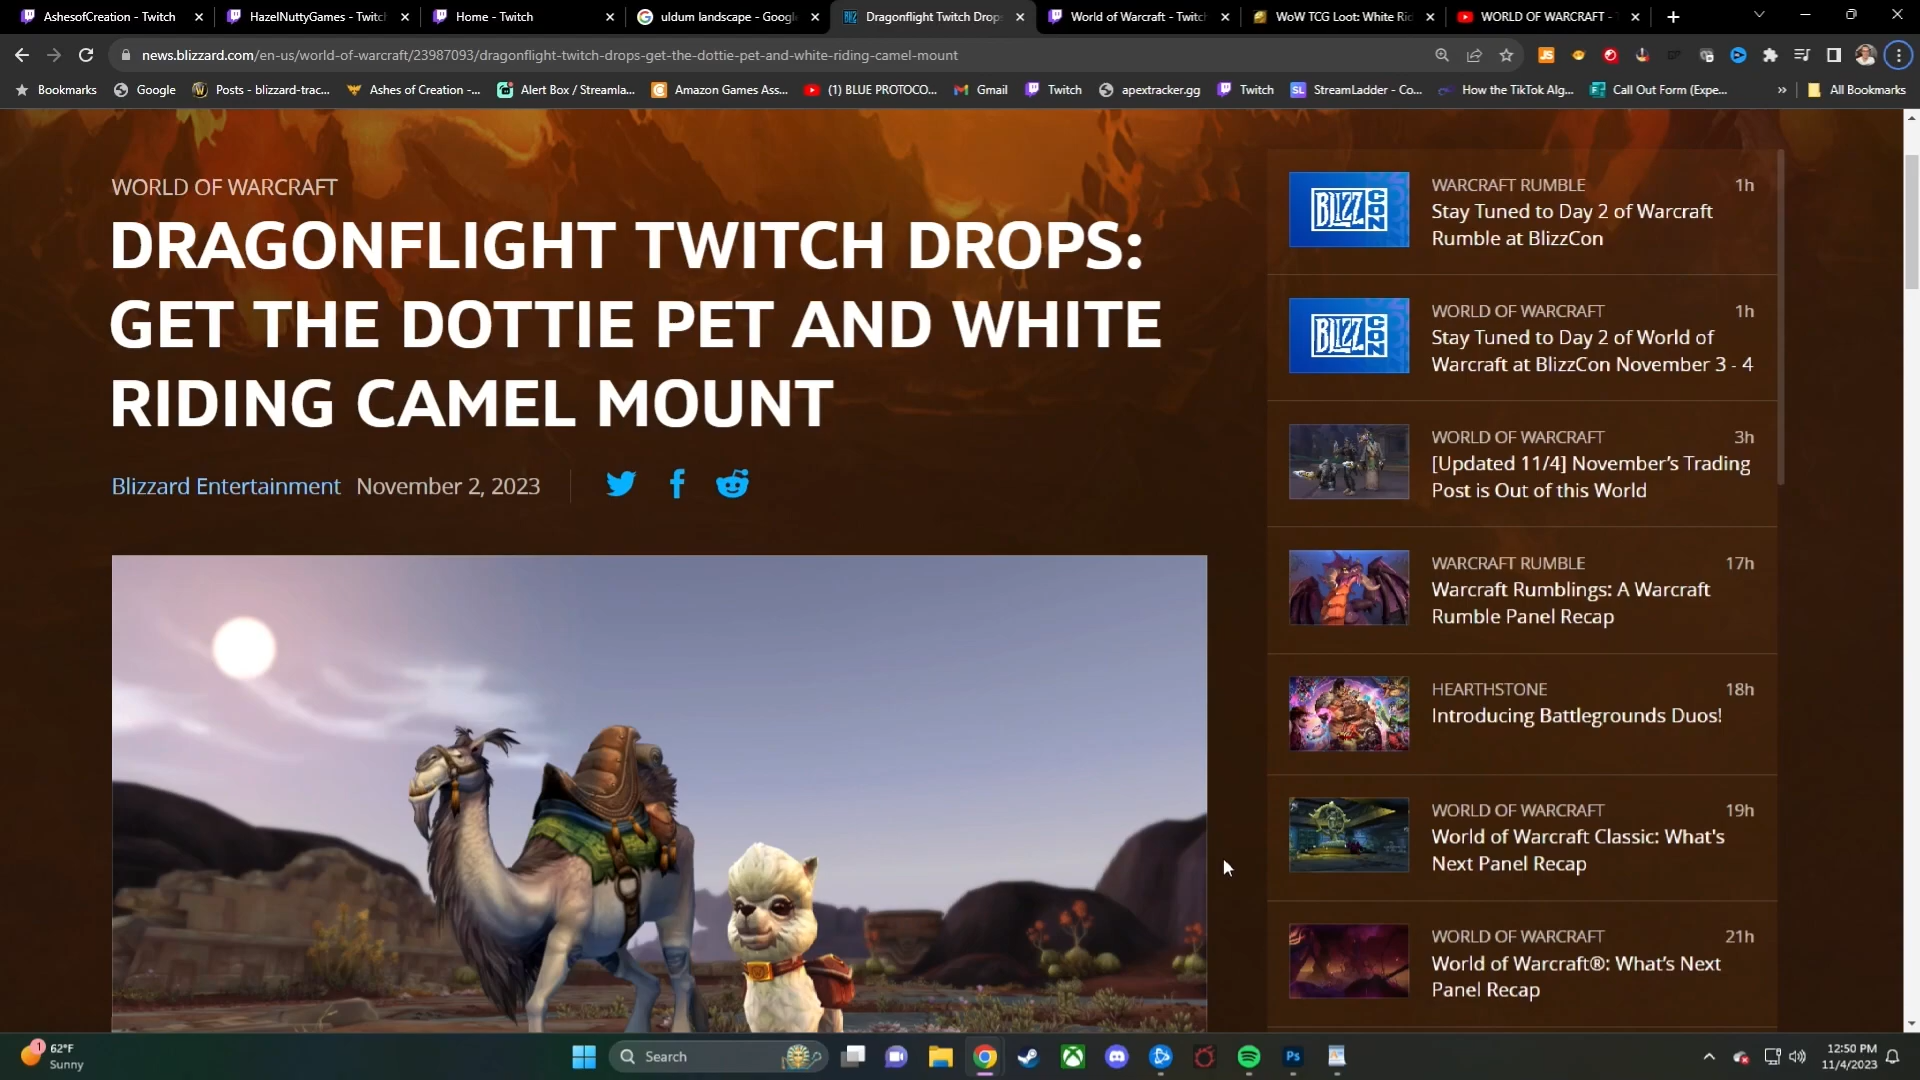 AshesofCreation - Twitch
HazelNuttyGames - Twitc
Home - Twitch
uldum landscape - Googl
Dragonflight Twitch Drop
World of Warcraft - Twitc
WoW TCG Loot: White Ri
WORLD OF WARCRAFT -
news.blizzard.com/en-us/world-of-warcraft/23987093/dragonflight-twitch-drops-get-the-dottie-pet-and-white-riding-camel-mount
Bookmarks
Google
Posts - blizzard-trac...
Ashes of Creation -...
Alert Box / Streamla...
Amazon Games Ass...
(1) BLUE PROTOCO...
Gmail
Twitch
apextracker.gg
Twitch
StreamLadder - Co...
How the TikTok Alg...
Call Out Form (Expe...
All Bookmarks
WORLD OF WARCRAFT
DRAGONFLIGHT TWITCH DROPS:
GET THE DOTTIE PET AND WHITE
RIDING CAMEL MOUNT
Blizzard Entertainment November 2, 2023
BLIZZ CON
WARCRAFT RUMBLE 1h
Stay Tuned to Day 2 of Warcraft
Rumble at BlizzCon
BLIZZ CON
WORLD OF WARCRAFT 1h
Stay Tuned to Day 2 of World of
Warcraft at BlizzCon November 3 - 4
WORLD OF WARCRAFT 3h
[Updated 11/4] November’s Trading
Post is Out of this World
WARCRAFT RUMBLE 17h
Warcraft Rumblings: A Warcraft
Rumble Panel Recap
HEARTHSTONE 18h
Introducing Battlegrounds Duos!
WORLD OF WARCRAFT 19h
World of Warcraft Classic: What's
Next Panel Recap
WORLD OF WARCRAFT 21h
World of Warcraft®: What’s Next
Panel Recap
1
62°F
Sunny
Search
Ps
12:50 PM
11/4/2023